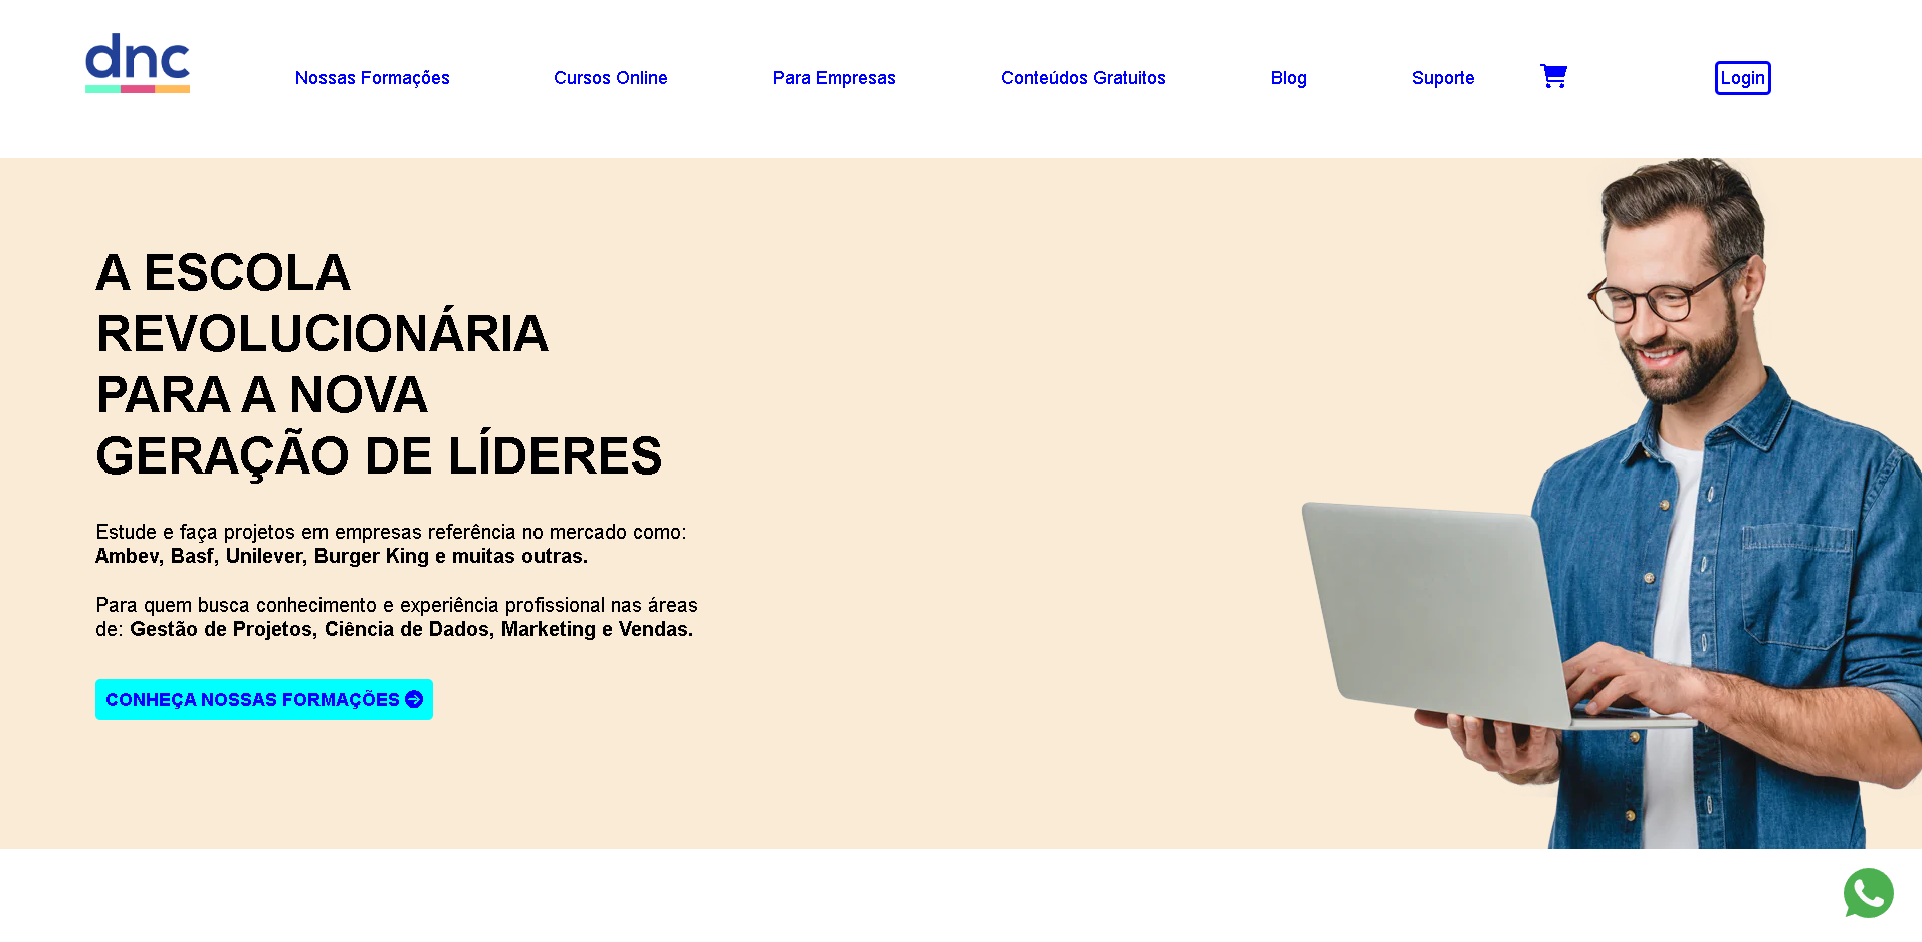 dnc
Nossas Formações
Cursos Online
Para Empresas
Conteúdos Gratuitos
Blog
Suporte
Login
A ESCOLA
REVOLUCIONÁRIA
PARA A NOVA
GERAÇÃO DE LÍDERES
Estude e faça projetos em empresas referência no mercado como:
Ambev, Basf, Unilever, Burger King e muitas outras.
Para quem busca conhecimento e experiência profissional nas áreas
de: Gestão de Projetos, Ciência de Dados, Marketing e Vendas.
CONHEÇA NOSSAS FORMAÇÕES